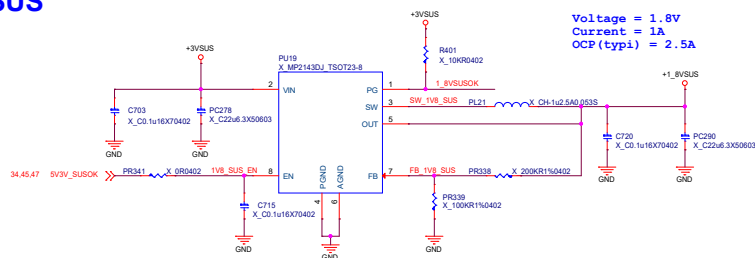 SUS
Voltage = 1.8V
Current = 1A
OCP(typi) = 2.5A
+3VSUS
R401
X_10KR0402
+3VSUS
PU19
X_MP2143DJ_TSOT23-8
+1_8VSUS
2 VIN
PG 1 1_8VSUSOK
SW 3 SW_1V8_SUS PL21 X_CH-1u2.5A0.053S
OUT 5
C703
X_C0.1u16X70402
PC278
X_C22u6.3X50603
C720
X_C0.1u16X70402
PC290
X_C22u6.3X50603
GND
GND
GND
GND
34,45,47 5V3V_SUSOK PR341 X_0R0402 1V8_SUS_EN 8 EN
PGND
AGND
FB 7 FB_1V8_SUS PR338 X_200KR1%0402
4
6
PR339
X_100KR1%0402
C715
X_C0.1u16X70402
GND
GND
GND